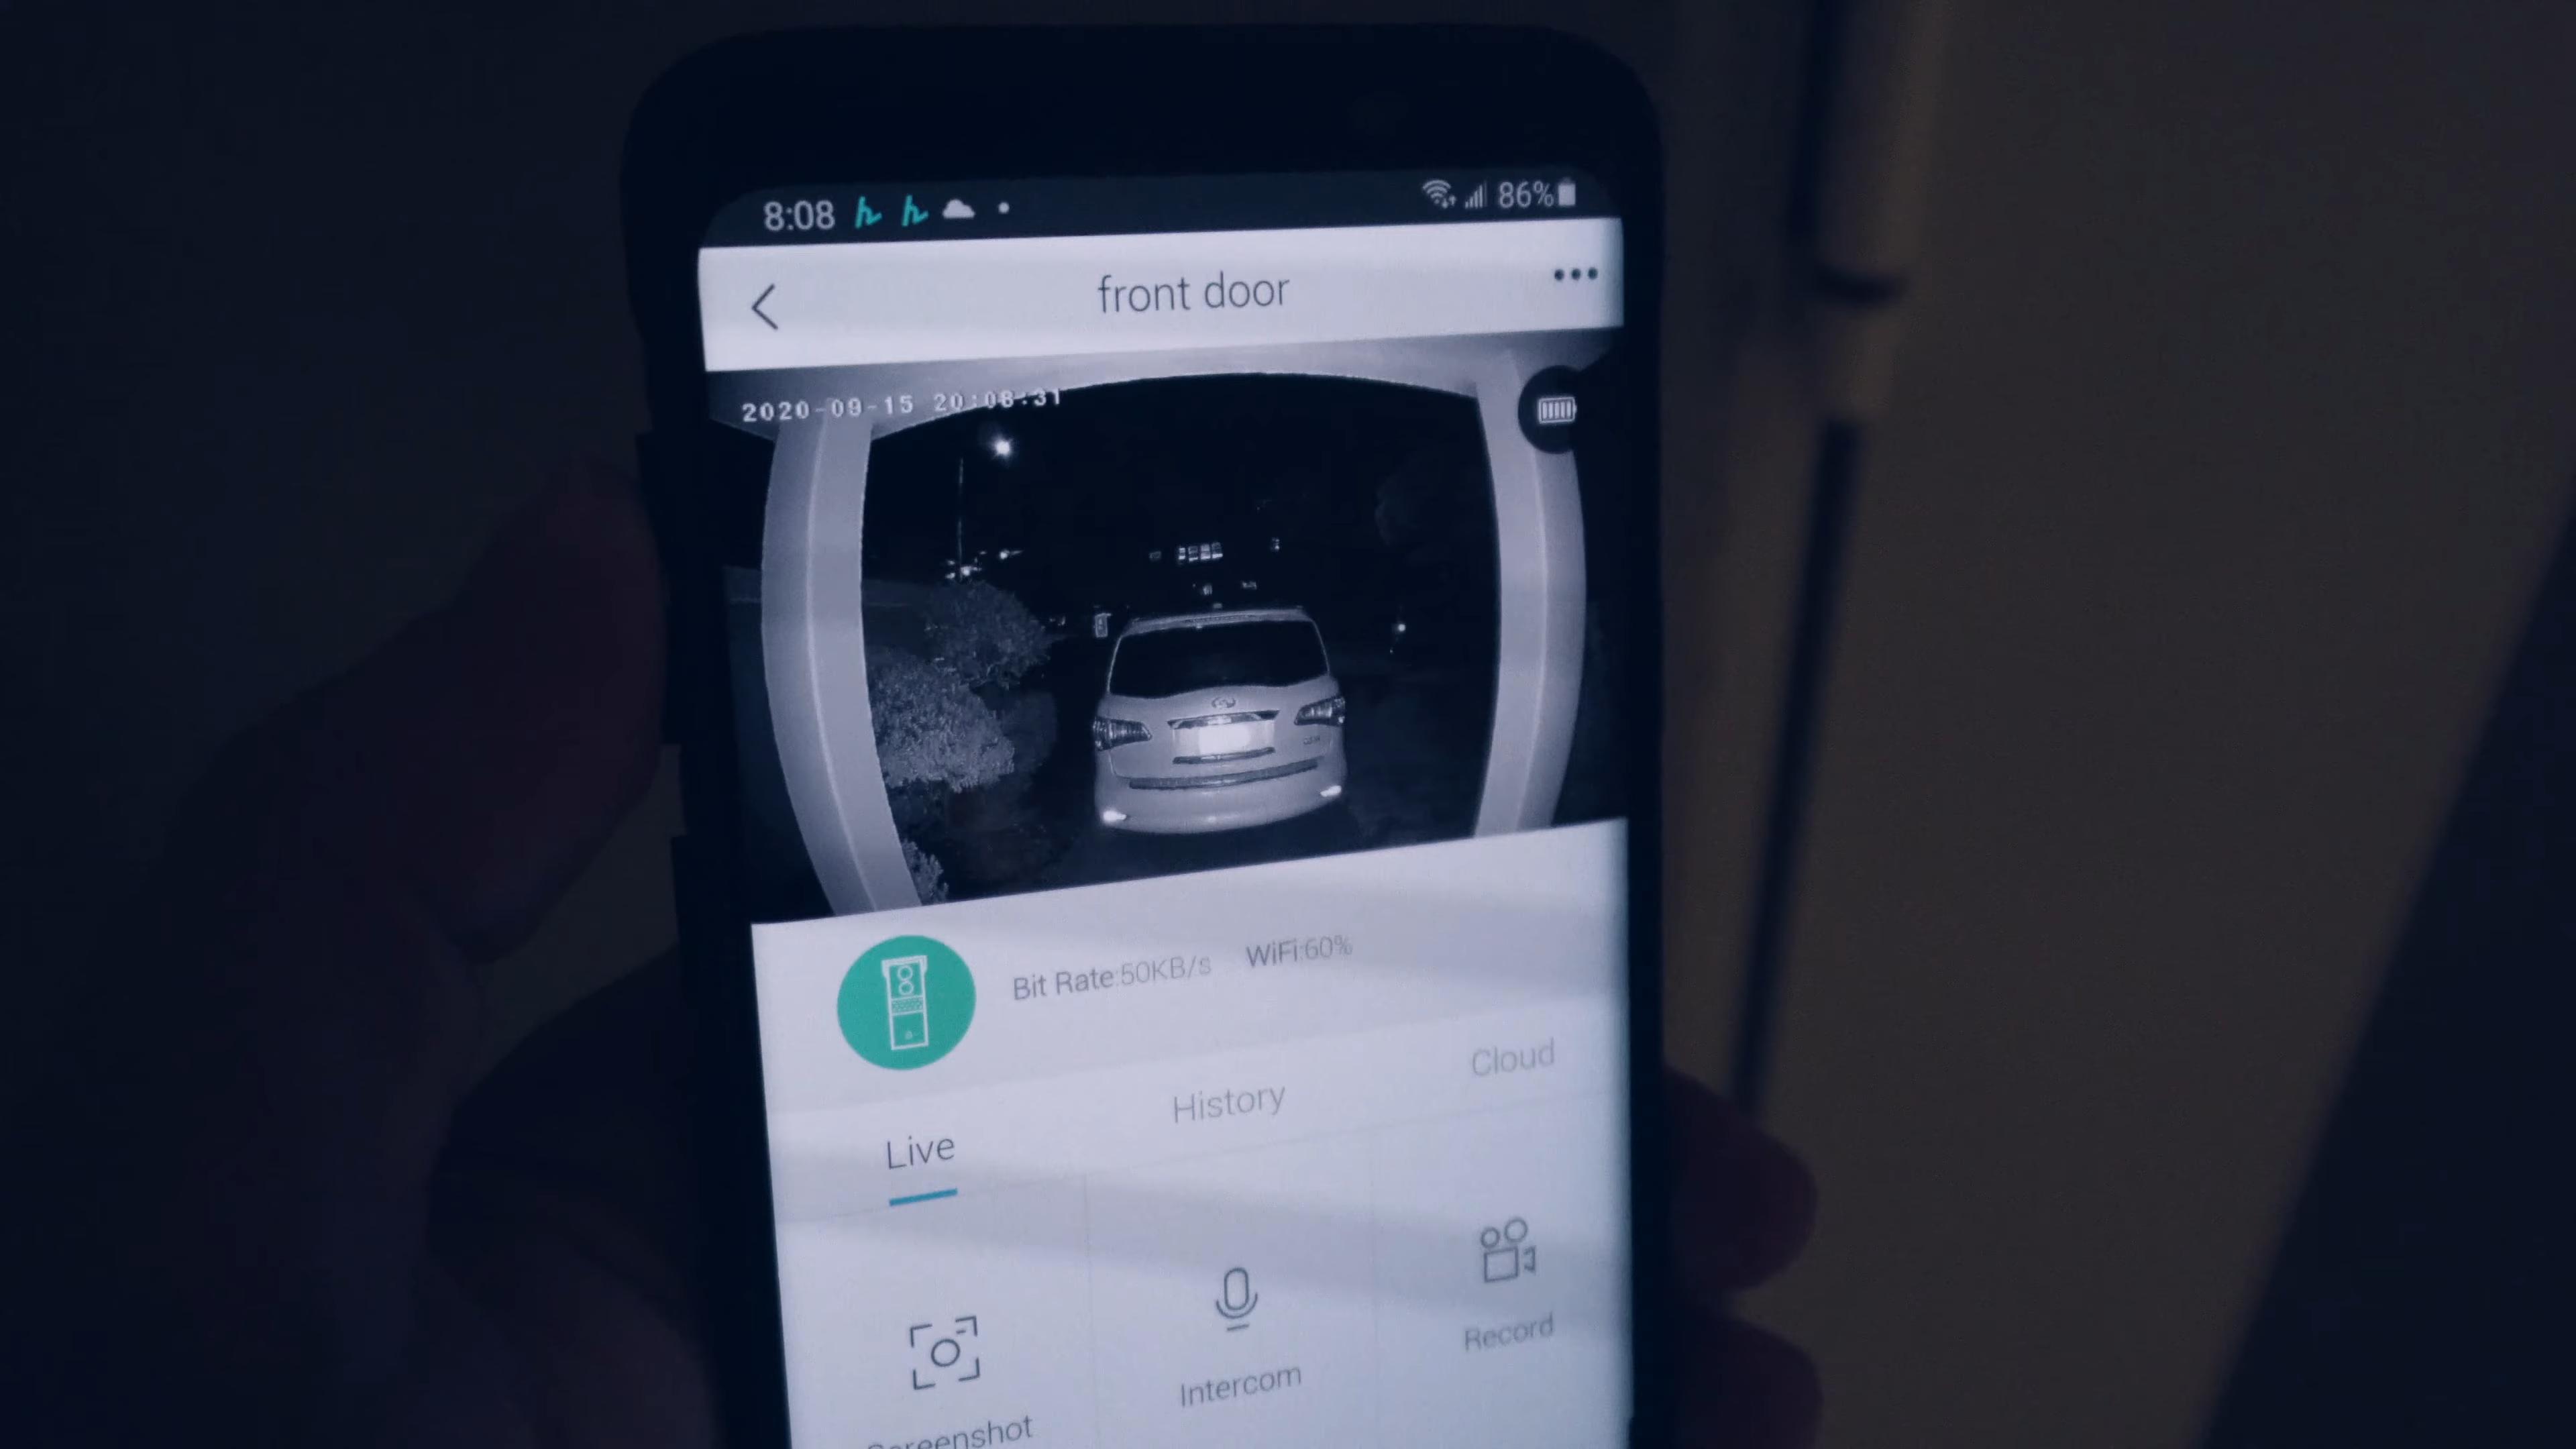 8:08 86%
front door
2020-09-15 20:08:31
Bit Rate:50KB/s WiFi:60%
Live History Cloud
Screenshot Intercom Record